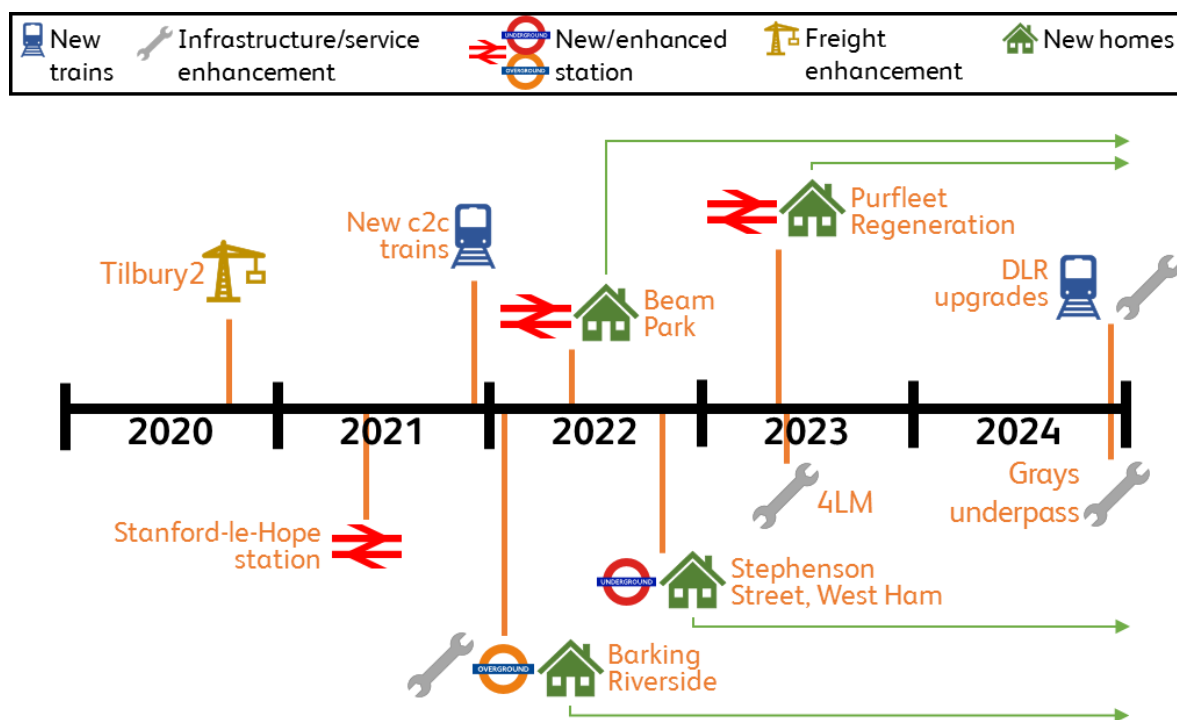 New
trains
Infrastructure/service
enhancement
UNDERGROUND
OVERGROUND
New/enhanced
station
Freight
enhancement
New homes
Purfleet
Regeneration
New c2c
trains
Tilbury2
DLR
upgrades
Beam
Park
2020
2021
2022
2023
2024
Stanford-le-Hope
station
4LM
Grays
underpass
UNDERGROUND
Stephenson
Street, West Ham
OVERGROUND
Barking
Riverside